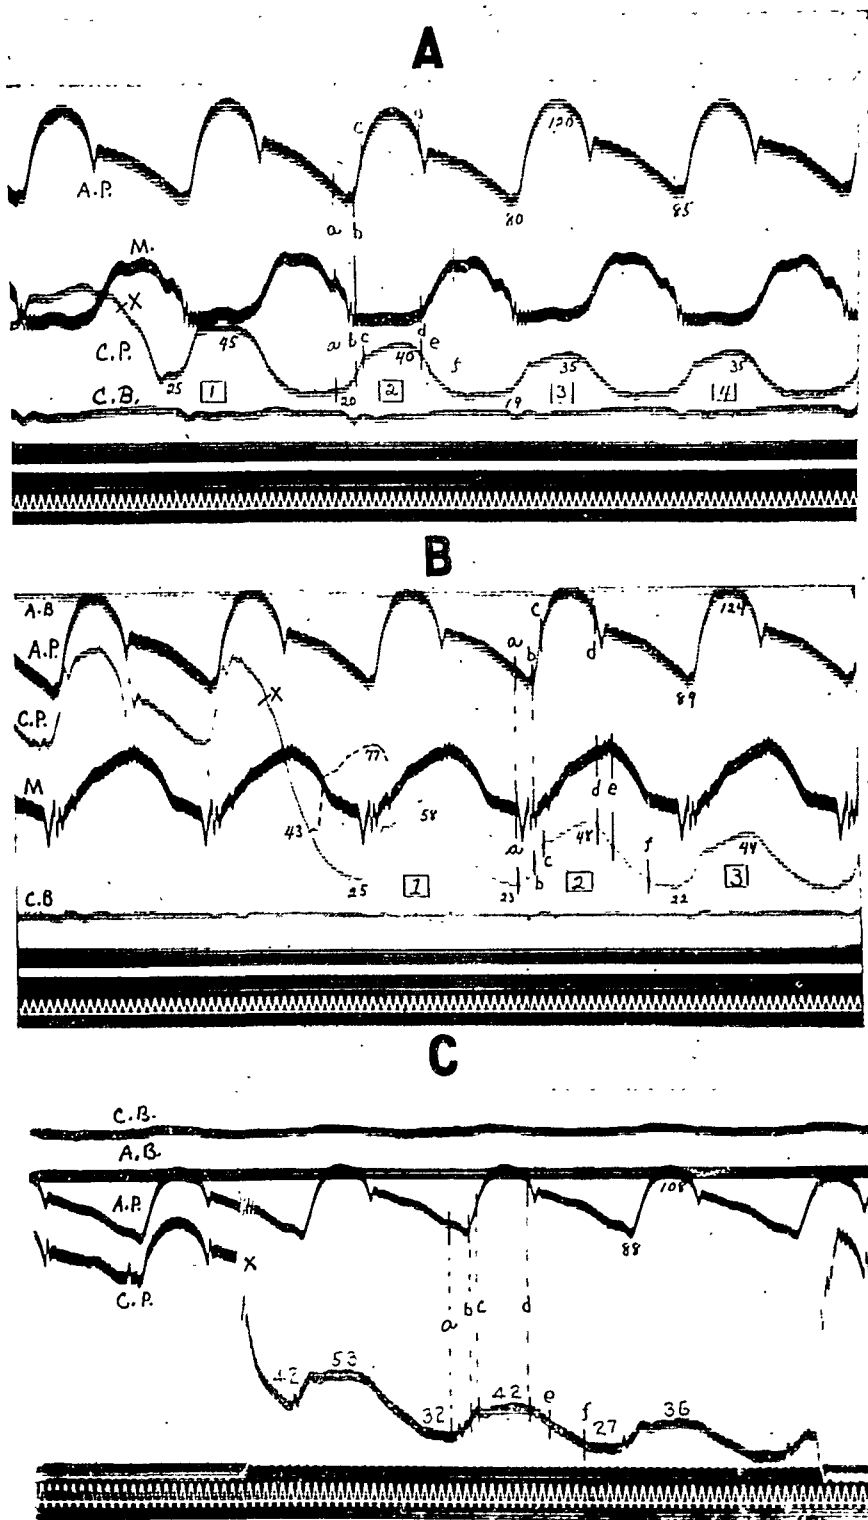 A
c d 120
A.P. 80 85
a b
M.
X
C.P. 45 a b c d e 40 f 35 35
25 1 20 2 19 3 4
C.B.
B
A.B c 124
A.P. a b d
89
X
C.P.
77
M d e
43 58 a c 48 f 44
25 1 23 b 2 22 3
C.B
C
C.B.
A.B.
A.P. 108
88
X
C.P. b c d
a
42 53 32 42 e f 27 36